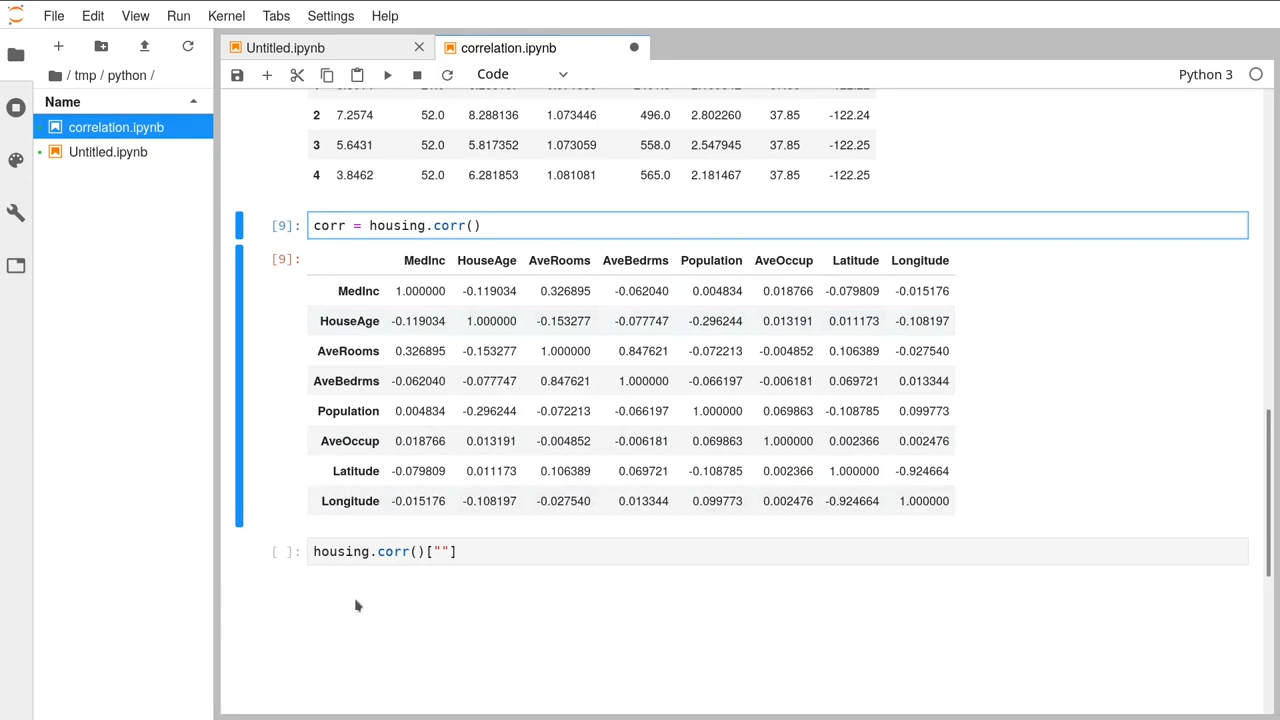 File Edit View Run Kernel Tabs Settings Help
Untitled.ipynb
correlation.ipynb
Code
Python 3
/ tmp / python /
Name
correlation.ipynb
Untitled.ipynb
2 7.2574 52.0 8.288136 1.073446 496.0 2.802260 37.85 -122.24
3 5.6431 52.0 5.817352 1.073059 558.0 2.547945 37.85 -122.25
4 3.8462 52.0 6.281853 1.081081 565.0 2.181467 37.85 -122.25
[9]: corr = housing.corr()
[9]: MedInc HouseAge AveRooms AveBedrms Population AveOccup Latitude Longitude
MedInc 1.000000 -0.119034 0.326895 -0.062040 0.004834 0.018766 -0.079809 -0.015176
HouseAge -0.119034 1.000000 -0.153277 -0.077747 -0.296244 0.013191 0.011173 -0.108197
AveRooms 0.326895 -0.153277 1.000000 0.847621 -0.072213 -0.004852 0.106389 -0.027540
AveBedrms -0.062040 -0.077747 0.847621 1.000000 -0.066197 -0.006181 0.069721 0.013344
Population 0.004834 -0.296244 -0.072213 -0.066197 1.000000 0.069863 -0.108785 0.099773
AveOccup 0.018766 0.013191 -0.004852 -0.006181 0.069863 1.000000 0.002366 0.002476
Latitude -0.079809 0.011173 0.106389 0.069721 -0.108785 0.002366 1.000000 -0.924664
Longitude -0.015176 -0.108197 -0.027540 0.013344 0.099773 0.002476 -0.924664 1.000000
[ ]: housing.corr()[""]